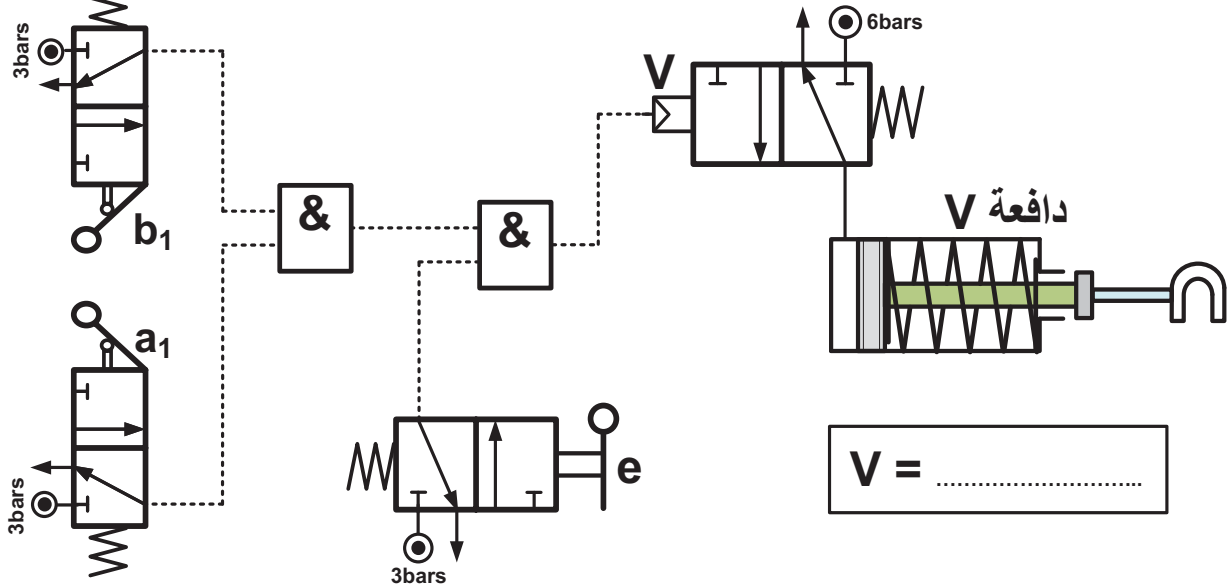 3bars
6bars
V
b1
&
&
دافعة V
a1
3bars
e
3bars
V = ..............................